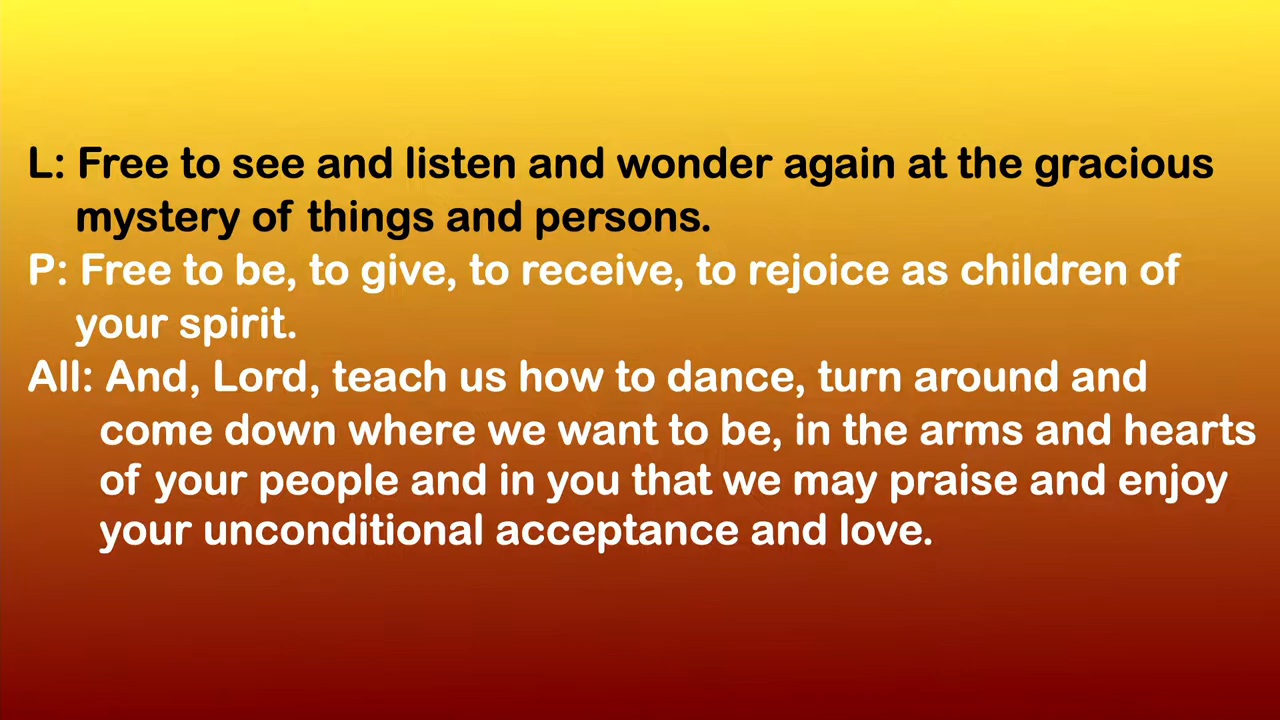 L: Free to see and listen and wonder again at the gracious
mystery of things and persons.
P: Free to be, to give, to receive, to rejoice as children of
your spirit.
All: And, Lord, teach us how to dance, turn around and
come down where we want to be, in the arms and hearts
of your people and in you that we may praise and enjoy
your unconditional acceptance and love.